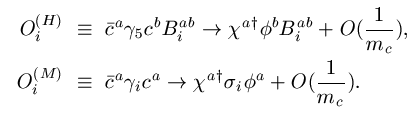 O_i^{(H)} ≡ c̄^a γ_5 c^b B_i^{ab} → χ^{a†} ϕ^b B_i^{ab} + O(1/m_c),
O_i^{(M)} ≡ c̄^a γ_i c^a → χ^{a†} σ_i ϕ^a + O(1/m_c).